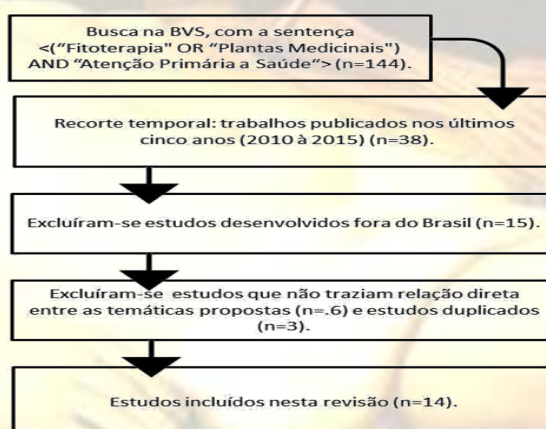 Busca na BVS, com a sentença
<(“Fitoterapia" OR “Plantas Medicinais")
AND “Atenção Primária a Saúde“> (n=144).
Recorte temporal: trabalhos publicados nos últimos
cinco anos (2010 à 2015) (n=38).
Excluíram-se estudos desenvolvidos fora do Brasil (n=15).
Excluíram-se estudos que não traziam relação direta
entre as temáticas propostas (n=.6) e estudos duplicados
(n=3).
Estudos incluídos nesta revisão (n=14).